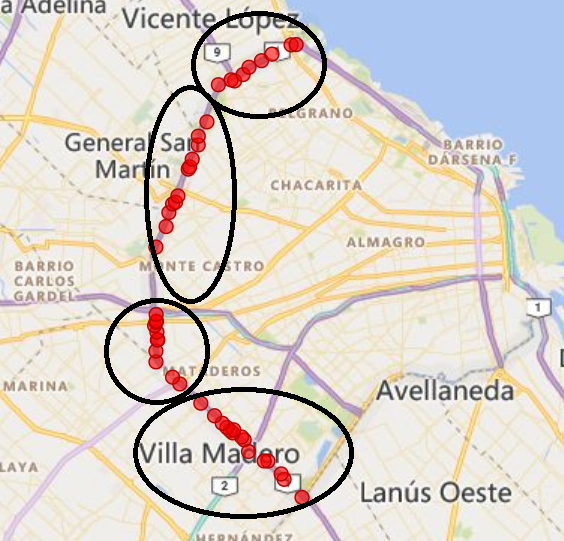 a Adelina
Vicente López
9
BELGRANO
General San
Martín
BARRIO
DÁRSENA F
CHACARITA
ALMAGRO
BARRIO
CARLOS
GARDEL
MONTE CASTRO
1
MATADEROS
MARINA
Avellaneda
Villa Madero
LAYA
2
Lanús Oeste
HERNÁNDEZ